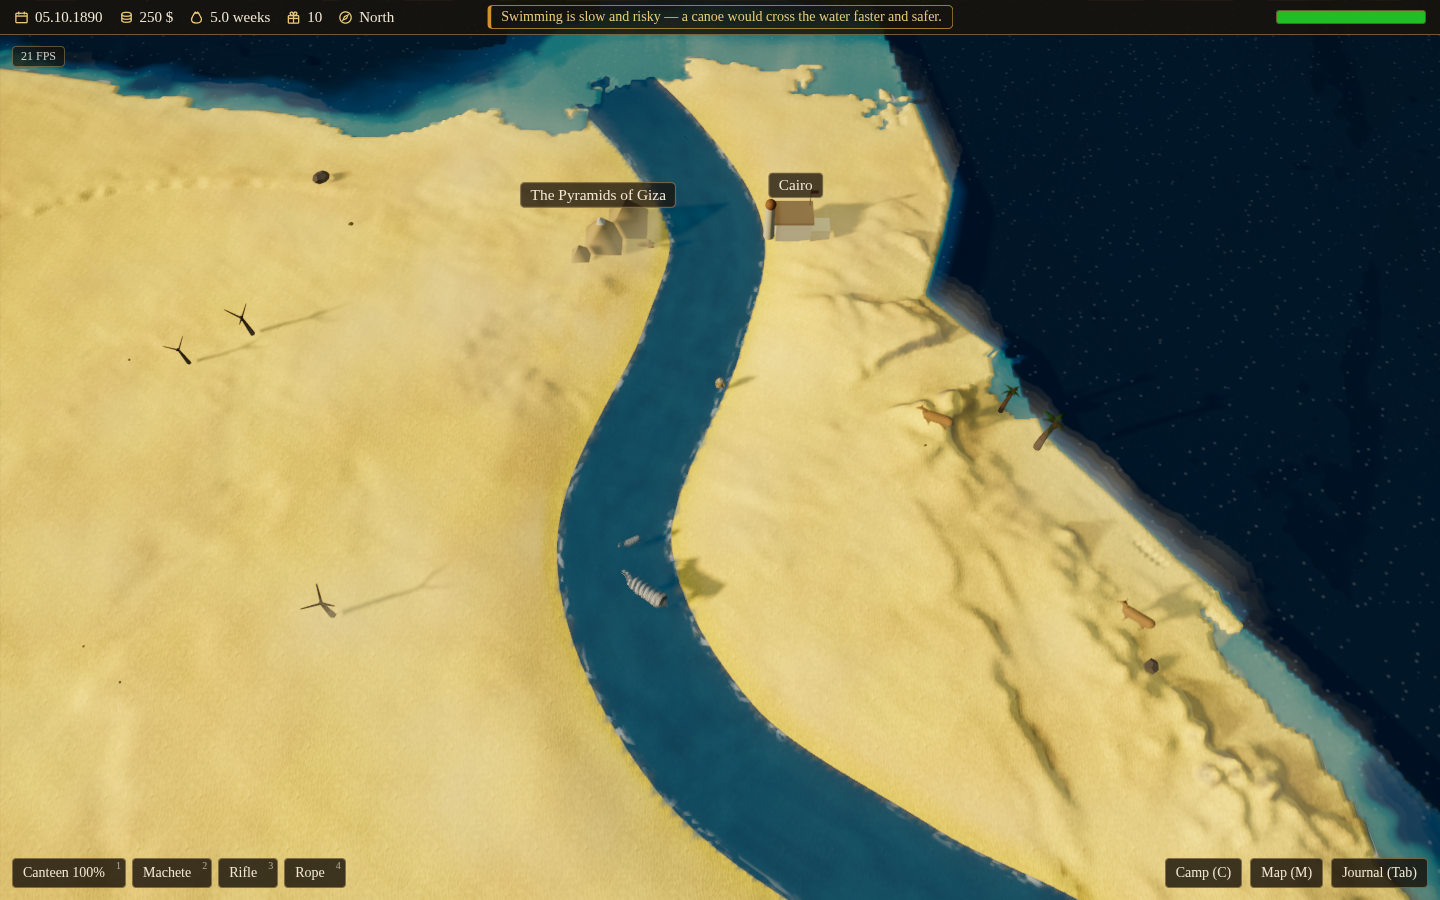 05.10.1890
250 $
5.0 weeks
10
North
Swimming is slow and risky — a canoe would cross the water faster and safer.
21 FPS
The Pyramids of Giza
Cairo
Canteen 100% 1
Machete 2
Rifle 3
Rope 4
Camp (C)
Map (M)
Journal (Tab)